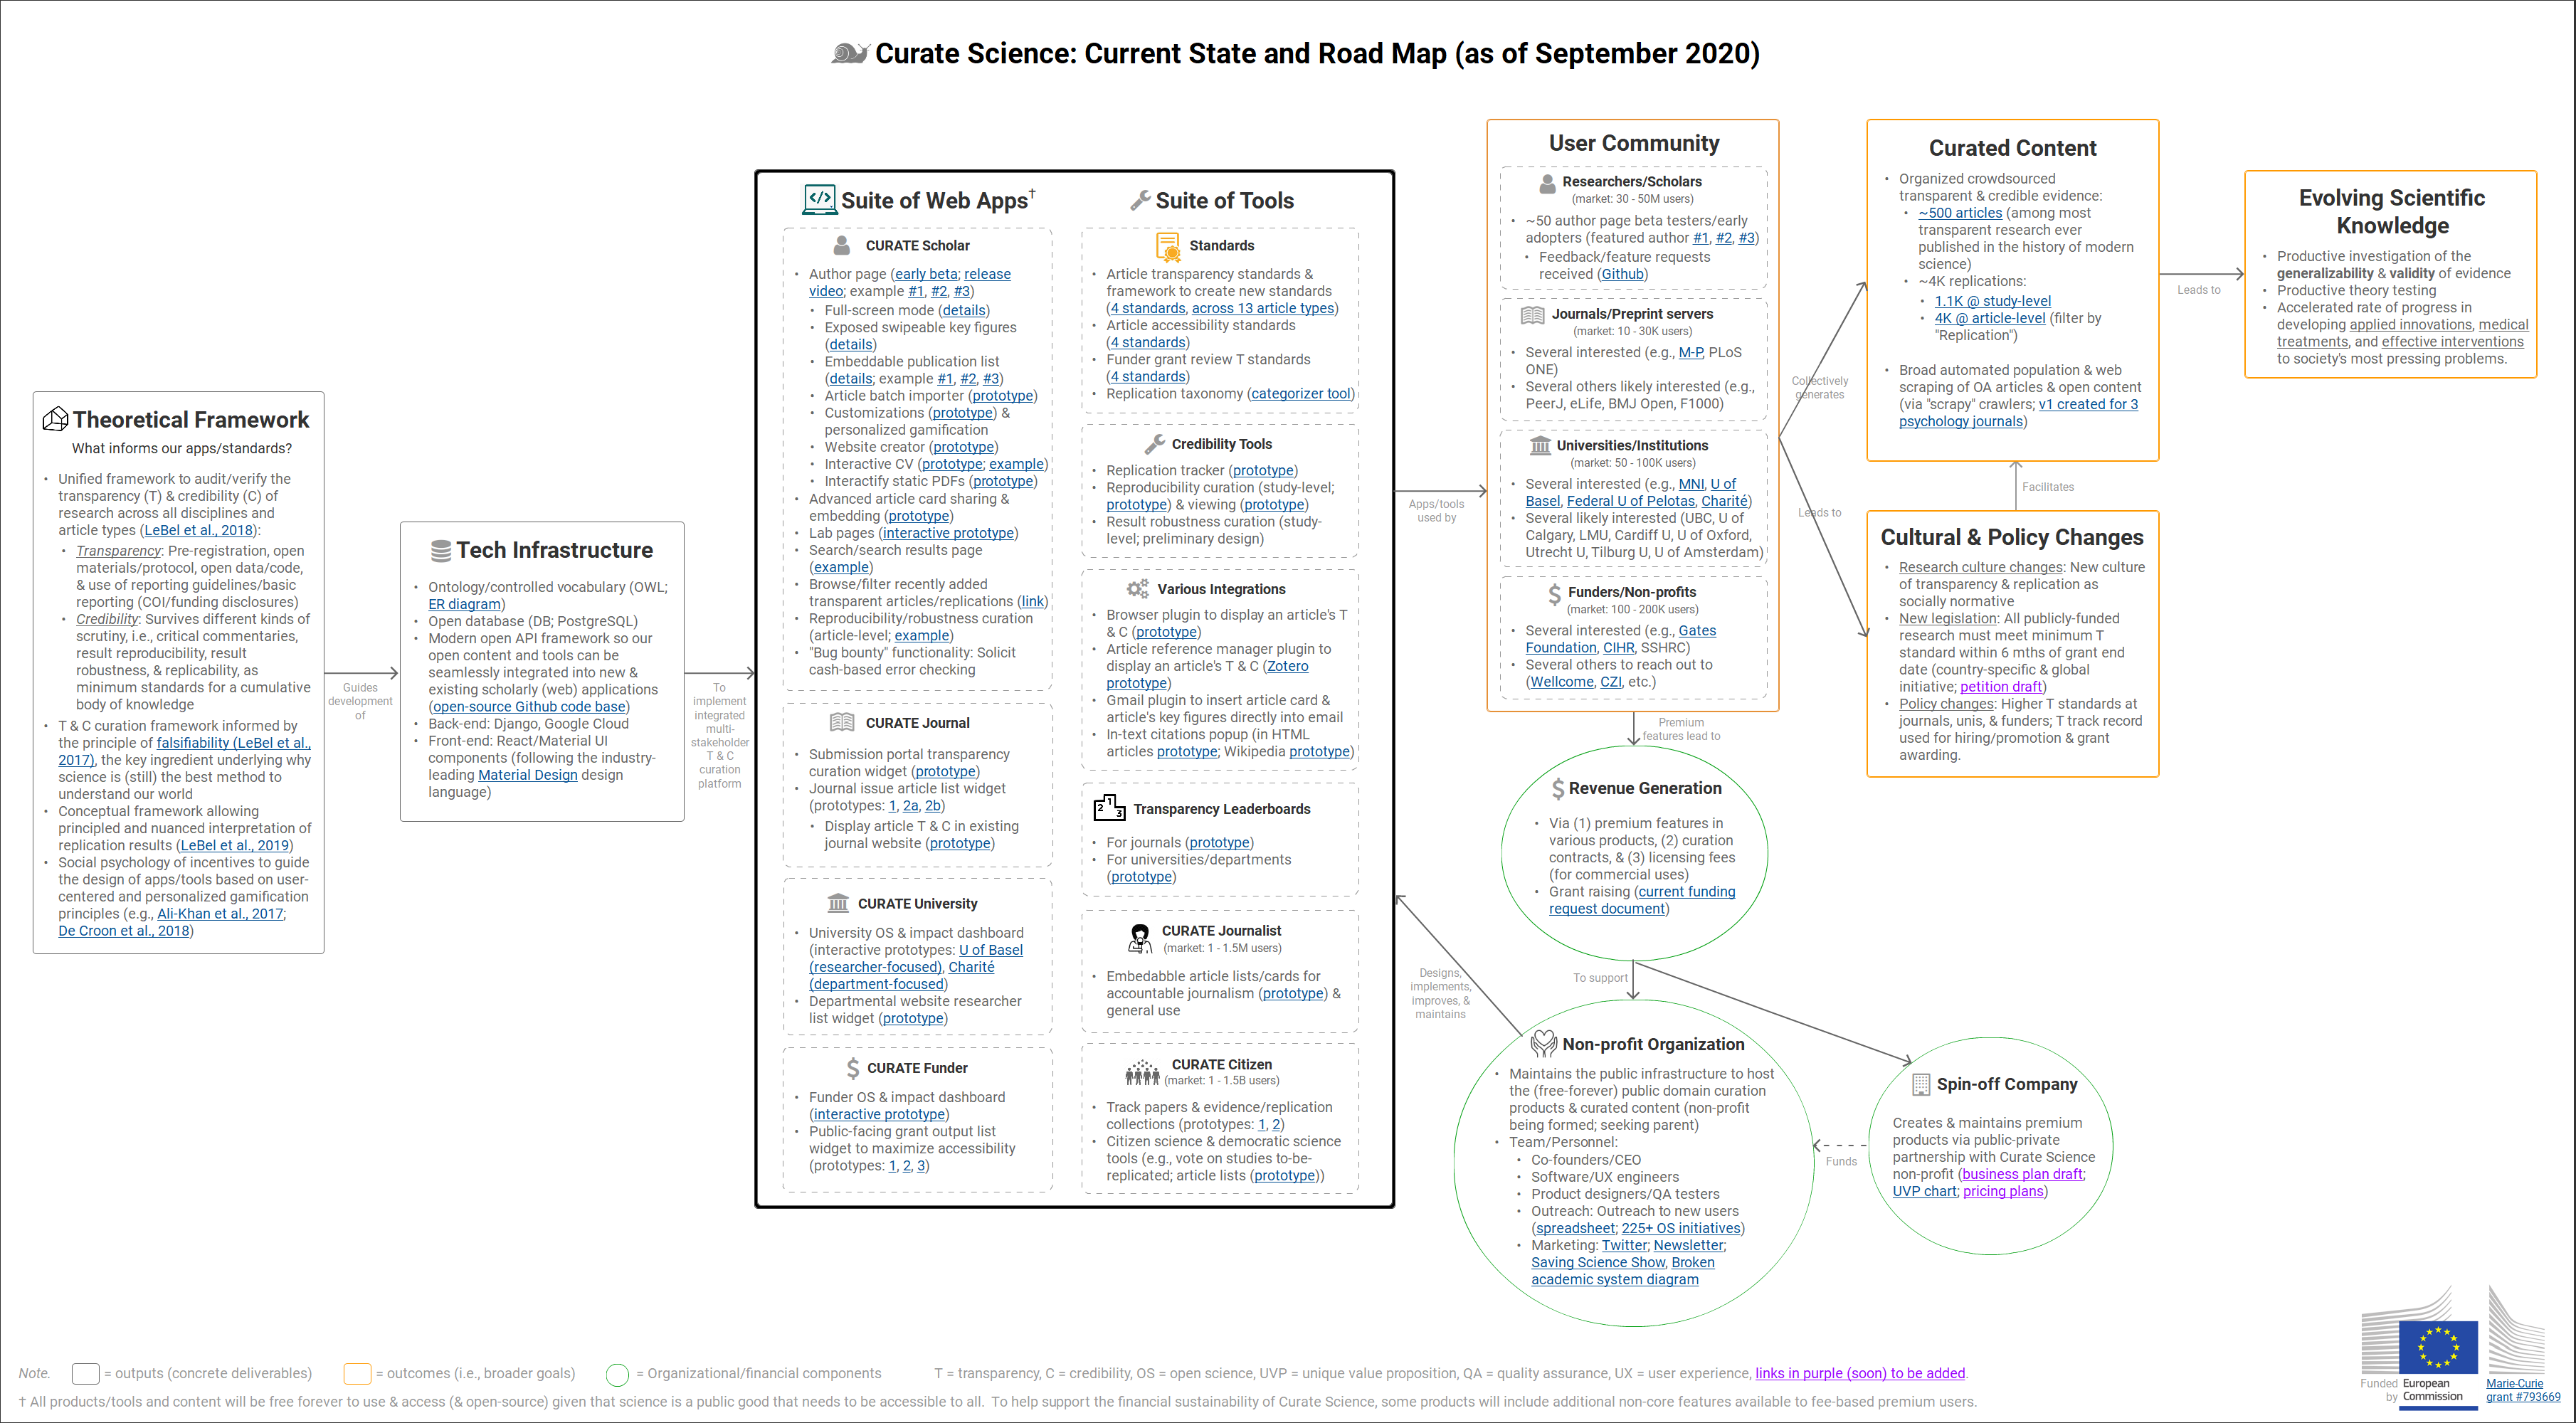 Curate Science: Current State and Road Map (as of September 2020)
Theoretical Framework
What informs our apps/standards?
• Unified framework to audit/verify the
transparency (T) & credibility (C) of
research across all disciplines and
article types (LeBel et al., 2018):
• Transparency: Pre-registration, open
materials/protocol, open data/code,
& use of reporting guidelines/basic
reporting (COI/funding disclosures)
• Credibility: Survives different kinds of
scrutiny, i.e., critical commentaries,
result reproducibility, result
robustness, & replicability, as
minimum standards for a cumulative
body of knowledge
• T & C curation framework informed by
the principle of falsifiability (LeBel et al.,
2017), the key ingredient underlying why
science is (still) the best method to
understand our world
• Conceptual framework allowing
principled and nuanced interpretation of
replication results (LeBel et al., 2019)
• Social psychology of incentives to guide
the design of apps/tools based on user-
centered and personalized gamification
principles (e.g., Ali-Khan et al., 2017;
De Croon et al., 2018)
Guides
development
of
Tech Infrastructure
• Ontology/controlled vocabulary (OWL;
ER diagram)
• Open database (DB; PostgreSQL)
• Modern open API framework so our
open content and tools can be
seamlessly integrated into new &
existing scholarly (web) applications
(open-source Github code base)
• Back-end: Django, Google Cloud
• Front-end: React/Material UI
components (following the industry-
leading Material Design design
language)
To
implement
integrated
multi-
stakeholder
T & C
curation
platform
Suite of Web Apps†
CURATE Scholar
• Author page (early beta; release
video; example #1, #2, #3)
• Full-screen mode (details)
• Exposed swipeable key figures
(details)
• Embeddable publication list
(details; example #1, #2, #3)
• Article batch importer (prototype)
• Customizations (prototype) &
personalized gamification
• Website creator (prototype)
• Interactive CV (prototype; example)
• Interactify static PDFs (prototype)
• Advanced article card sharing &
embedding (prototype)
• Lab pages (interactive prototype)
• Search/search results page
(example)
• Browse/filter recently added
transparent articles/replications (link)
• Reproducibility/robustness curation
(article-level; example)
• "Bug bounty" functionality: Solicit
cash-based error checking
CURATE Journal
• Submission portal transparency
curation widget (prototype)
• Journal issue article list widget
(prototypes: 1, 2a, 2b)
• Display article T & C in existing
journal website (prototype)
CURATE University
• University OS & impact dashboard
(interactive prototypes: U of Basel
(researcher-focused), Charité
(department-focused)
• Departmental website researcher
list widget (prototype)
CURATE Funder
• Funder OS & impact dashboard
(interactive prototype)
• Public-facing grant output list
widget to maximize accessibility
(prototypes: 1, 2, 3)
Suite of Tools
Standards
• Article transparency standards &
framework to create new standards
(4 standards, across 13 article types)
• Article accessibility standards
(4 standards)
• Funder grant review T standards
(4 standards)
• Replication taxonomy (categorizer tool)
Credibility Tools
• Replication tracker (prototype)
• Reproducibility curation (study-level;
prototype) & viewing (prototype)
• Result robustness curation (study-
level; preliminary design)
Various Integrations
• Browser plugin to display an article's T
& C (prototype)
• Article reference manager plugin to
display an article's T & C (Zotero
prototype)
• Gmail plugin to insert article card &
article's key figures directly into email
• In-text citations popup (in HTML
articles prototype; Wikipedia prototype)
2 1 3
Transparency Leaderboards
• For journals (prototype)
• For universities/departments
(prototype)
CURATE Journalist
(market: 1 - 1.5M users)
• Embedabble article lists/cards for
accountable journalism (prototype) &
general use
CURATE Citizen
(market: 1 - 1.5B users)
• Track papers & evidence/replication
collections (prototypes: 1, 2)
• Citizen science & democratic science
tools (e.g., vote on studies to-be-
replicated; article lists (prototype))
Apps/tools
used by
User Community
Researchers/Scholars
(market: 30 - 50M users)
• ~50 author page beta testers/early
adopters (featured author #1, #2, #3)
• Feedback/feature requests
received (Github)
Journals/Preprint servers
(market: 10 - 30K users)
• Several interested (e.g., M-P, PLoS
ONE)
• Several others likely interested (e.g.,
PeerJ, eLife, BMJ Open, F1000)
Universities/Institutions
(market: 50 - 100K users)
• Several interested (e.g., MNI, U of
Basel, Federal U of Pelotas, Charité)
• Several likely interested (UBC, U of
Calgary, LMU, Cardiff U, U of Oxford,
Utrecht U, Tilburg U, U of Amsterdam)
Funders/Non-profits
(market: 100 - 200K users)
• Several interested (e.g., Gates
Foundation, CIHR, SSHRC)
• Several others to reach out to
(Wellcome, CZI, etc.)
Collectively
generates
Leads to
Curated Content
• Organized crowdsourced
transparent & credible evidence:
• ~500 articles (among most
transparent research ever
published in the history of modern
science)
• ~4K replications:
• 1.1K @ study-level
• 4K @ article-level (filter by
"Replication")
• Broad automated population & web
scraping of OA articles & open content
(via "scrapy" crawlers; v1 created for 3
psychology journals)
Facilitates
Cultural & Policy Changes
• Research culture changes: New culture
of transparency & replication as
socially normative
• New legislation: All publicly-funded
research must meet minimum T
standard within 6 mths of grant end
date (country-specific & global
initiative; petition draft)
• Policy changes: Higher T standards at
journals, unis, & funders; T track record
used for hiring/promotion & grant
awarding.
Leads to
Evolving Scientific
Knowledge
• Productive investigation of the
generalizability & validity of evidence
• Productive theory testing
• Accelerated rate of progress in
developing applied innovations, medical
treatments, and effective interventions
to society's most pressing problems.
Premium
features lead to
Revenue Generation
• Via (1) premium features in
various products, (2) curation
contracts, & (3) licensing fees
(for commercial uses)
• Grant raising (current funding
request document)
To support
Designs,
implements,
improves, &
maintains
Non-profit Organization
• Maintains the public infrastructure to host
the (free-forever) public domain curation
products & curated content (non-profit
being formed; seeking parent)
• Team/Personnel:
• Co-founders/CEO
• Software/UX engineers
• Product designers/QA testers
• Outreach: Outreach to new users
(spreadsheet; 225+ OS initiatives)
• Marketing: Twitter; Newsletter;
Saving Science Show, Broken
academic system diagram
Funds
Spin-off Company
Creates & maintains premium
products via public-private
partnership with Curate Science
non-profit (business plan draft;
UVP chart; pricing plans)
Note. = outputs (concrete deliverables) = outcomes (i.e., broader goals) = Organizational/financial components T = transparency, C = credibility, OS = open science, UVP = unique value proposition, QA = quality assurance, UX = user experience, links in purple (soon) to be added.
† All products/tools and content will be free forever to use & access (& open-source) given that science is a public good that needs to be accessible to all. To help support the financial sustainability of Curate Science, some products will include additional non-core features available to fee-based premium users.
Funded
by
European
Commission
Marie-Curie
grant #793669